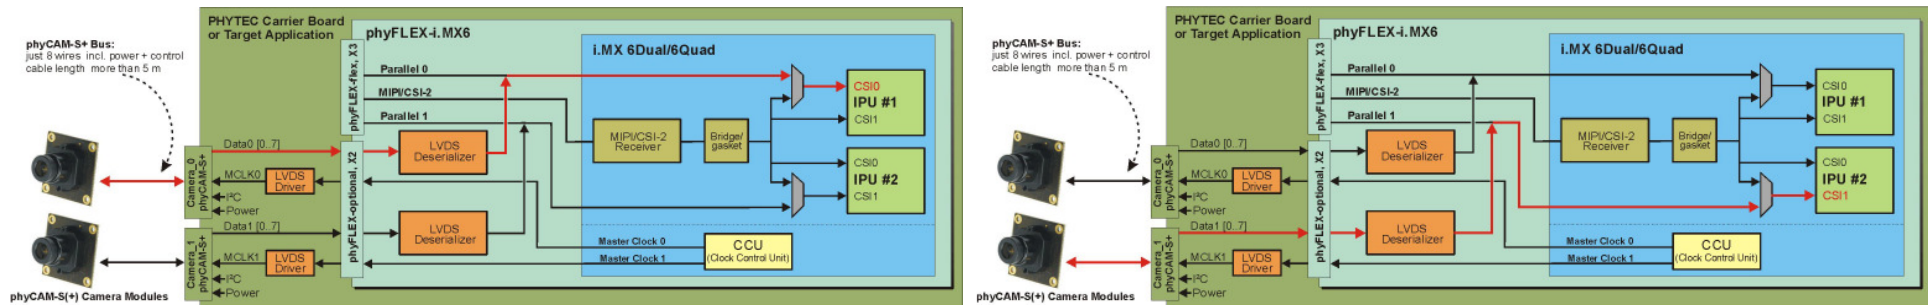 PHYTEC Carrier Board
or Target Application
phyFLEX-i.MX6
phyCAM-S+ Bus:
just 8 wires incl. power + control
cable length more than 5 m
phyFLEX-flex, X3
i.MX 6Dual/6Quad
Parallel 0
MIPI/CSI-2
Parallel 1
CSI0
IPU #1
CSI1
MIPI/CSI-2
Receiver
Bridge/
gasket
LVDS
Deserializer
Data0 [0..7]
Camera_0
phyCAM-S+
MCLK0
LVDS
Driver
I²C
Power
phyFLEX-optional, X2
CSI0
IPU #2
CSI1
Data1 [0..7]
LVDS
Deserializer
Camera_1
phyCAM-S+
MCLK1
LVDS
Driver
I²C
Power
Master Clock 0
Master Clock 1
CCU
(Clock Control Unit)
phyCAM-S(+) Camera Modules
PHYTEC Carrier Board
or Target Application
phyFLEX-i.MX6
phyCAM-S+ Bus:
just 8 wires incl. power + control
cable length more than 5 m
phyFLEX-flex, X3
i.MX 6Dual/6Quad
Parallel 0
MIPI/CSI-2
Parallel 1
CSI0
IPU #1
CSI1
MIPI/CSI-2
Receiver
Bridge/
gasket
LVDS
Deserializer
Data0 [0..7]
Camera_0
phyCAM-S+
MCLK0
LVDS
Driver
I²C
Power
phyFLEX-optional, X2
CSI0
IPU #2
CSI1
Data1 [0..7]
LVDS
Deserializer
Camera_1
phyCAM-S+
MCLK1
LVDS
Driver
I²C
Power
Master Clock 0
Master Clock 1
CCU
(Clock Control Unit)
phyCAM-S(+) Camera Modules